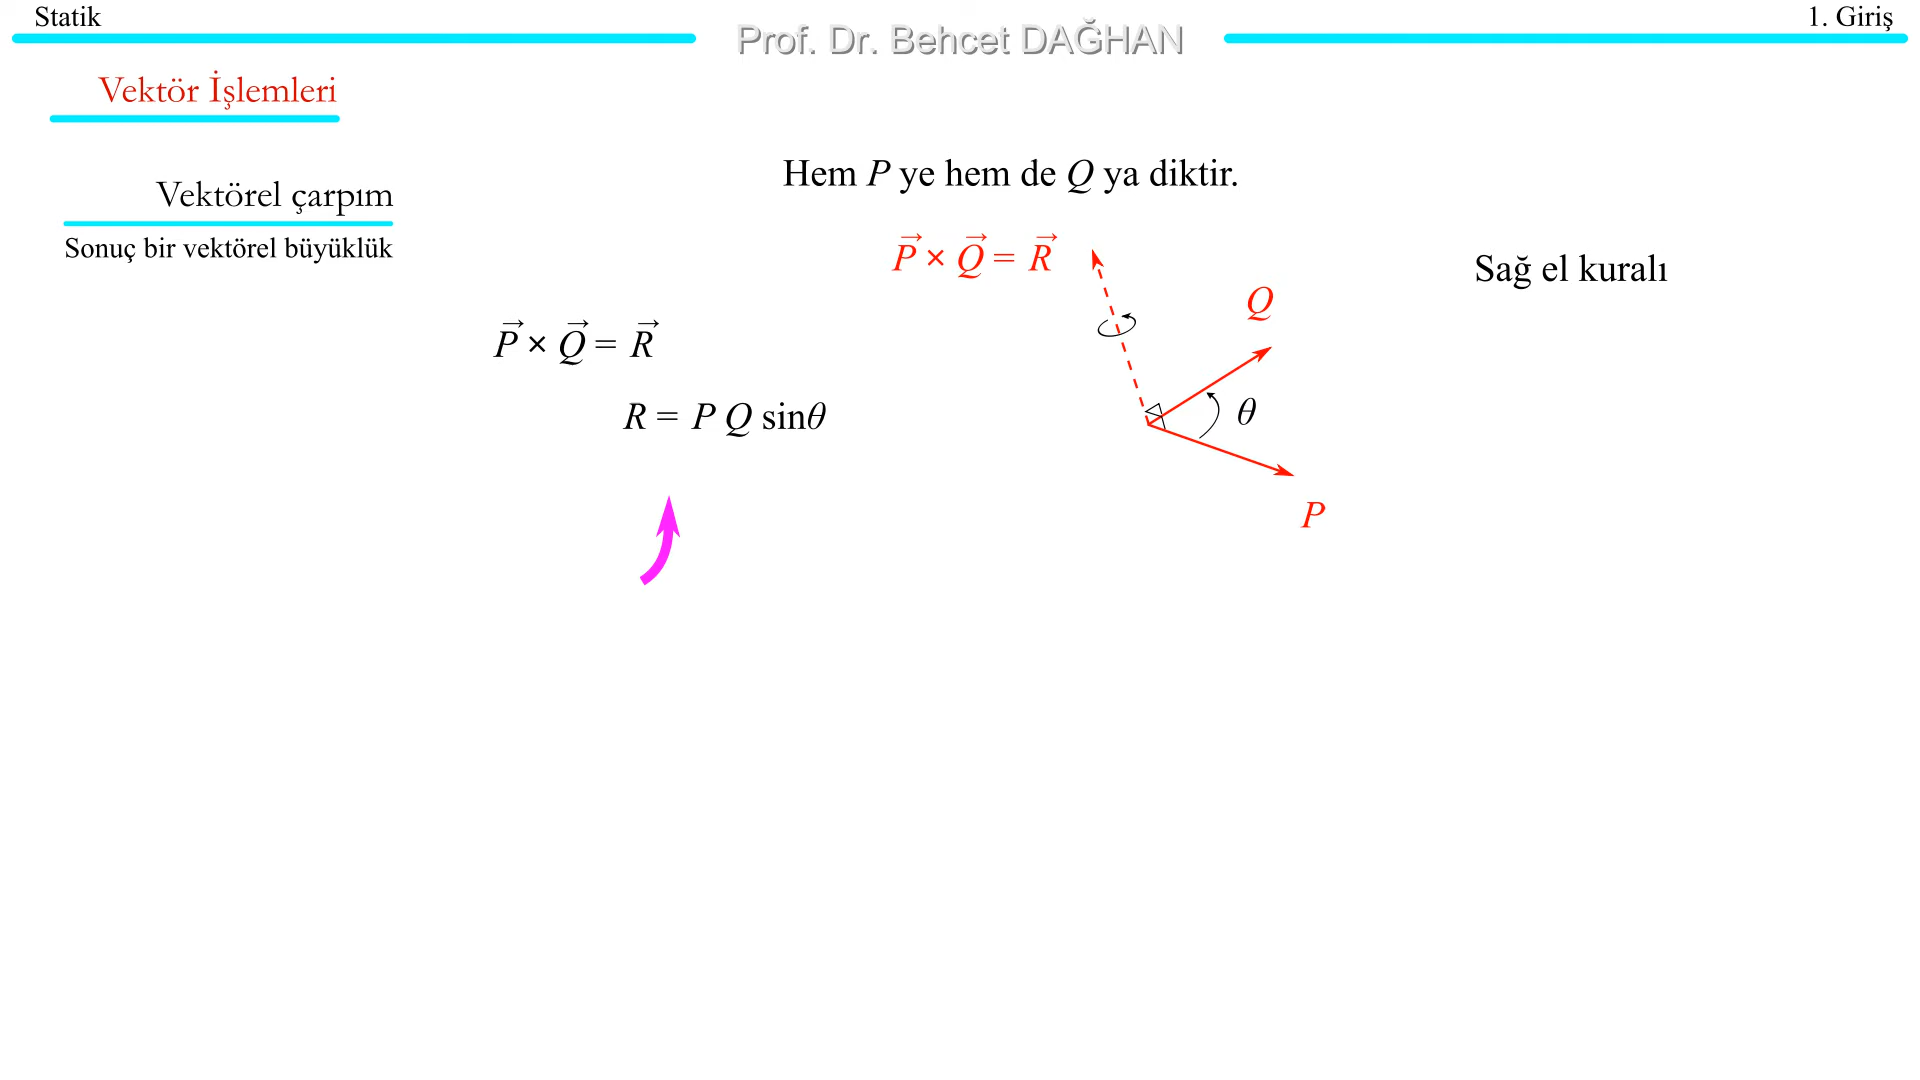 Statik
1. Giriş
Prof. Dr. Behcet DAĞHAN
Vektör İşlemleri
Hem P ye hem de Q ya diktir.
Vektörel çarpım
Sonuç bir vektörel büyüklük
P⃗ × Q⃗ = R⃗
Sağ el kuralı
Q
P⃗ × Q⃗ = R⃗
R = P Q sinθ
θ
P